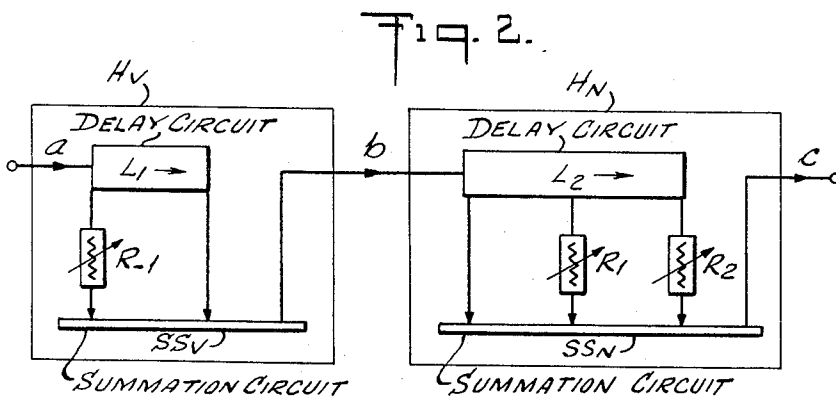 Fig. 2.
HV
HN
DELAY CIRCUIT
DELAY CIRCUIT
a
L1 →
b
L2 →
c
R-1
R1
R2
SSV
SSN
SUMMATION CIRCUIT
SUMMATION CIRCUIT